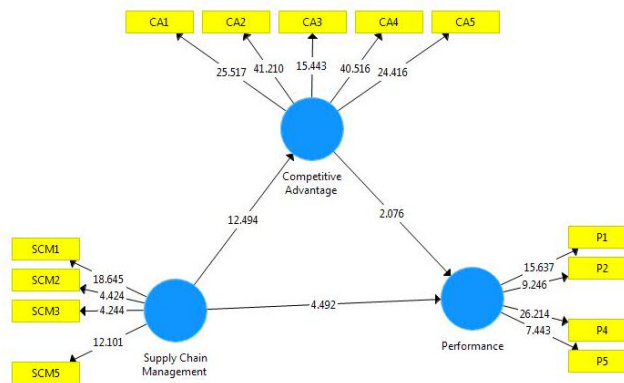 CA1 CA2 CA3 CA4 CA5
25.517 41.210 15.443 40.516 24.416
Competitive
Advantage
12.494 2.076
SCM1
SCM2
SCM3
SCM5
18.645
4.424
4.244
12.101
Supply Chain
Management
4.492
Performance
15.637
9.246
26.214
7.443
P1
P2
P4
P5